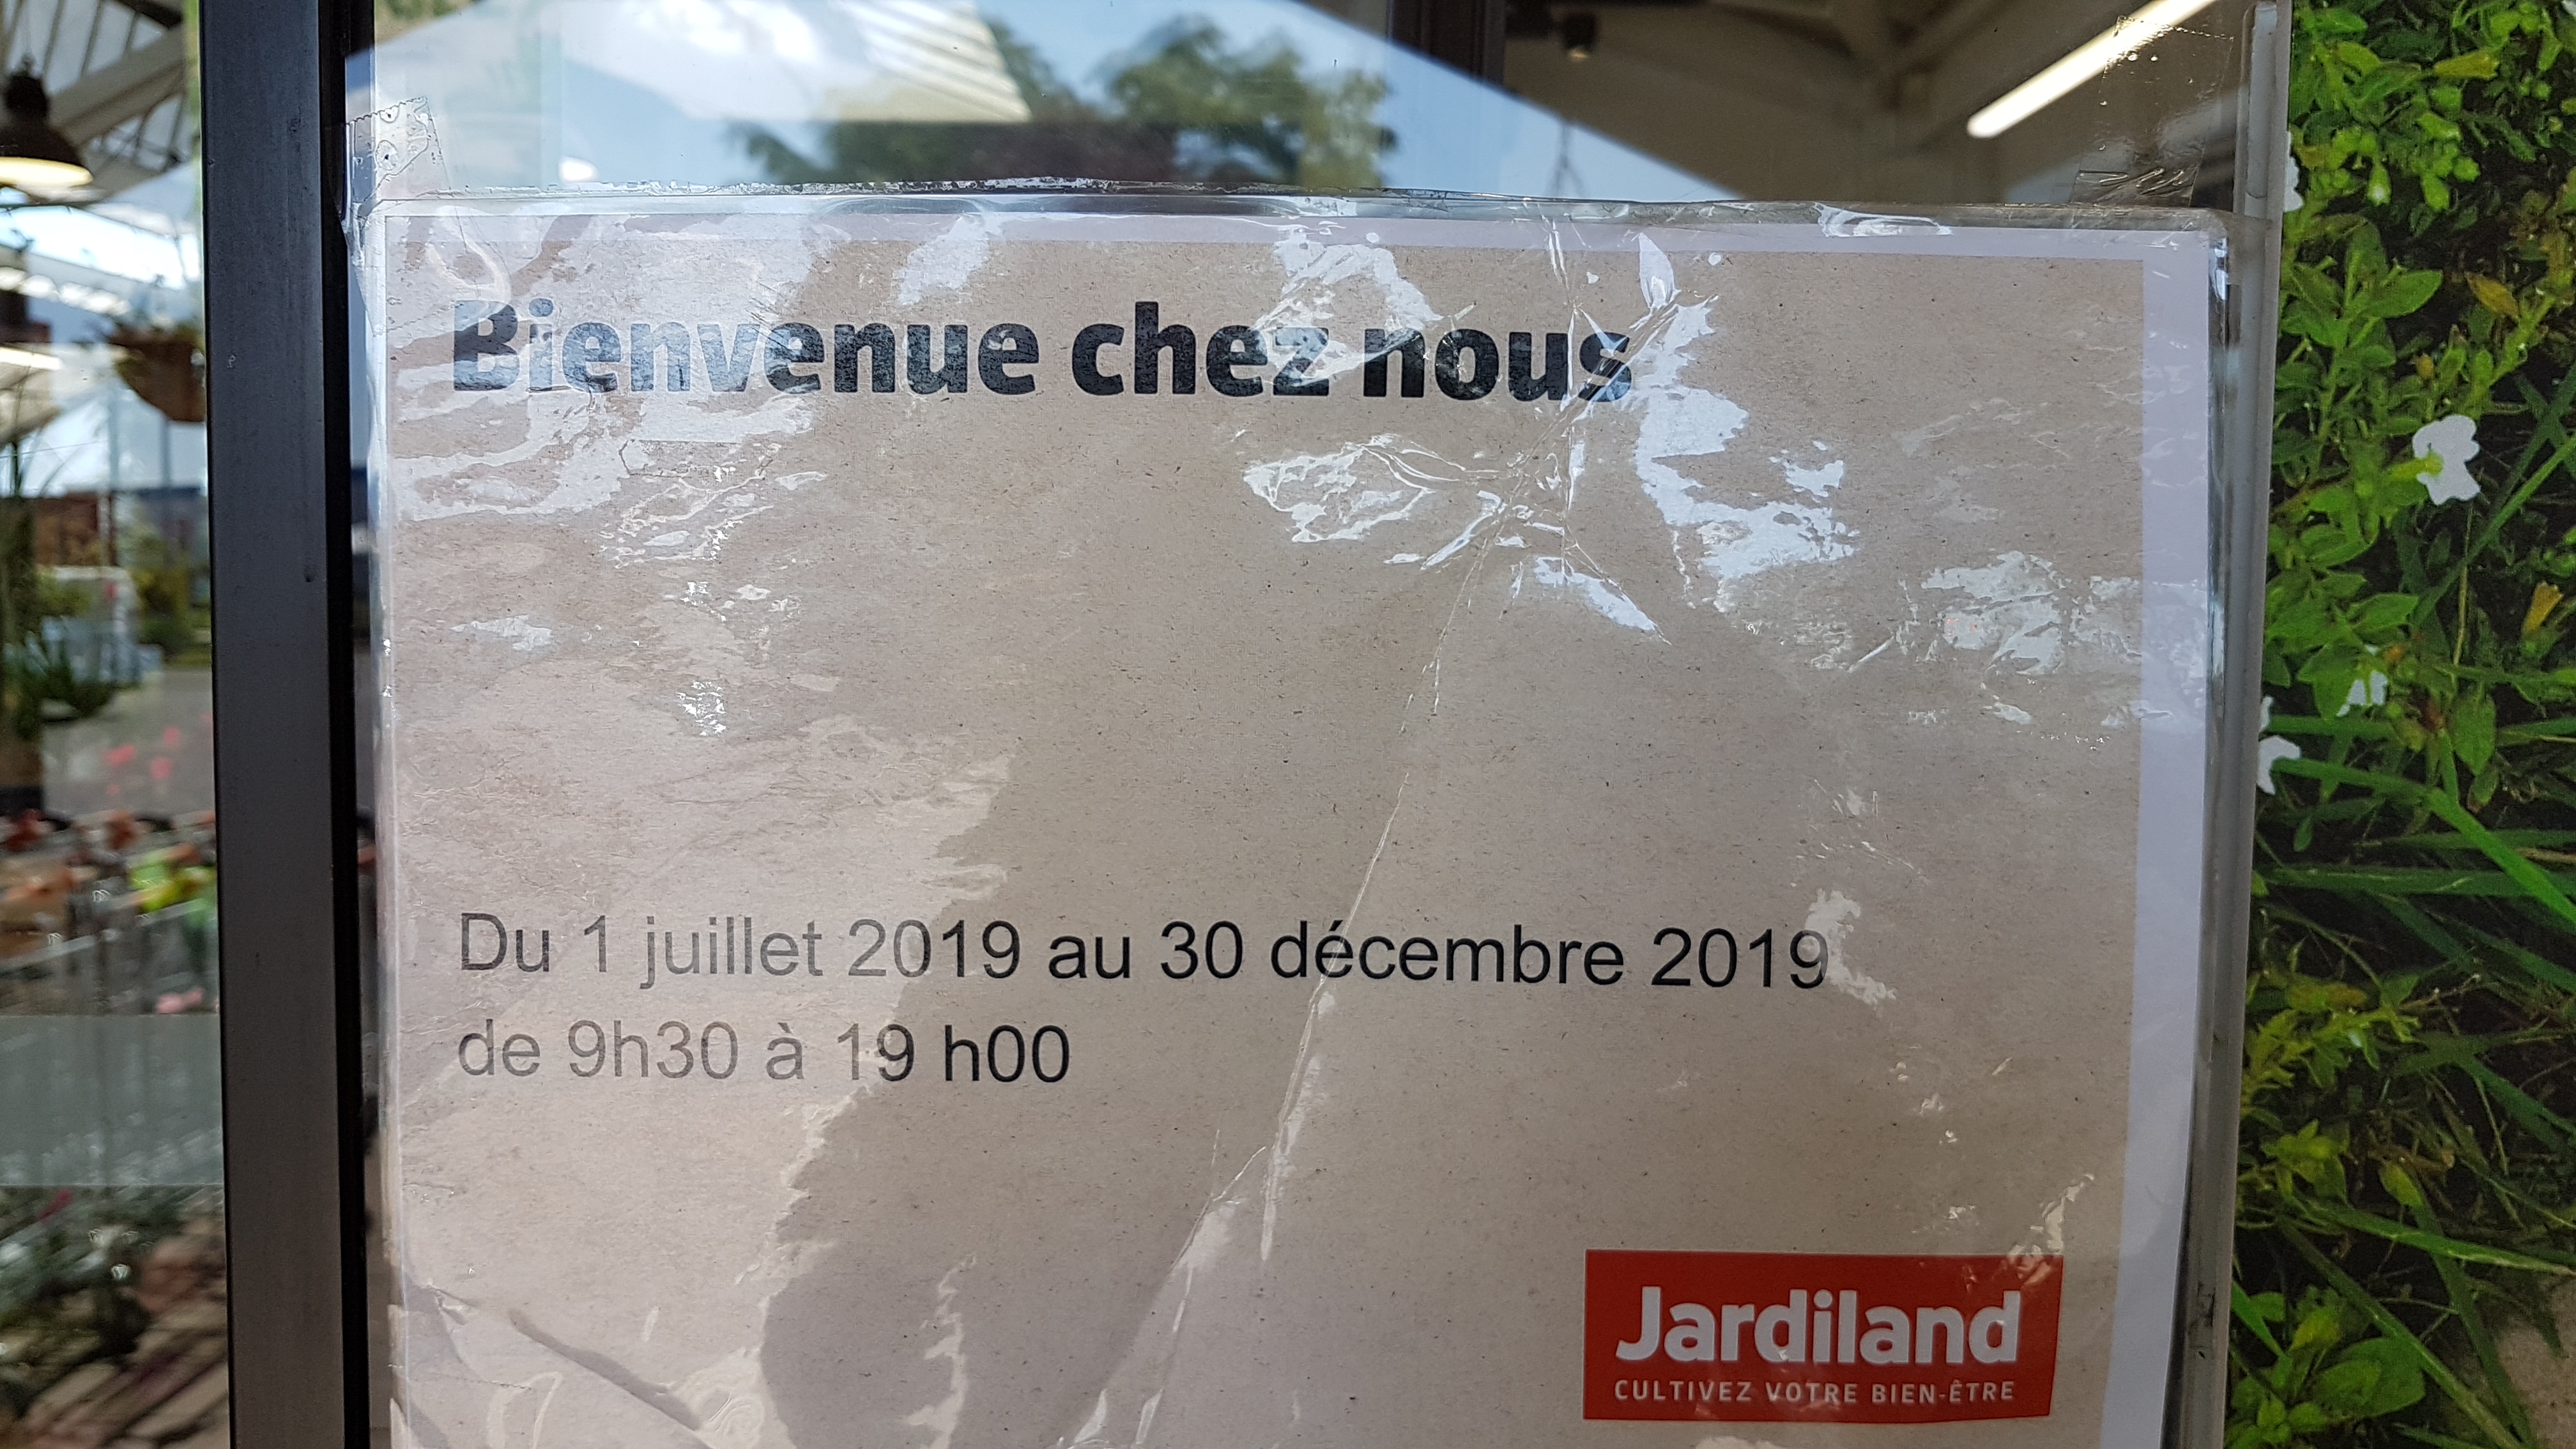 Bienvenue chez nous
Du 1 juillet 2019 au 30 décembre 2019
de 9h30 à 19 h00
Jardiland
CULTIVEZ VOTRE BIEN-ÊTRE